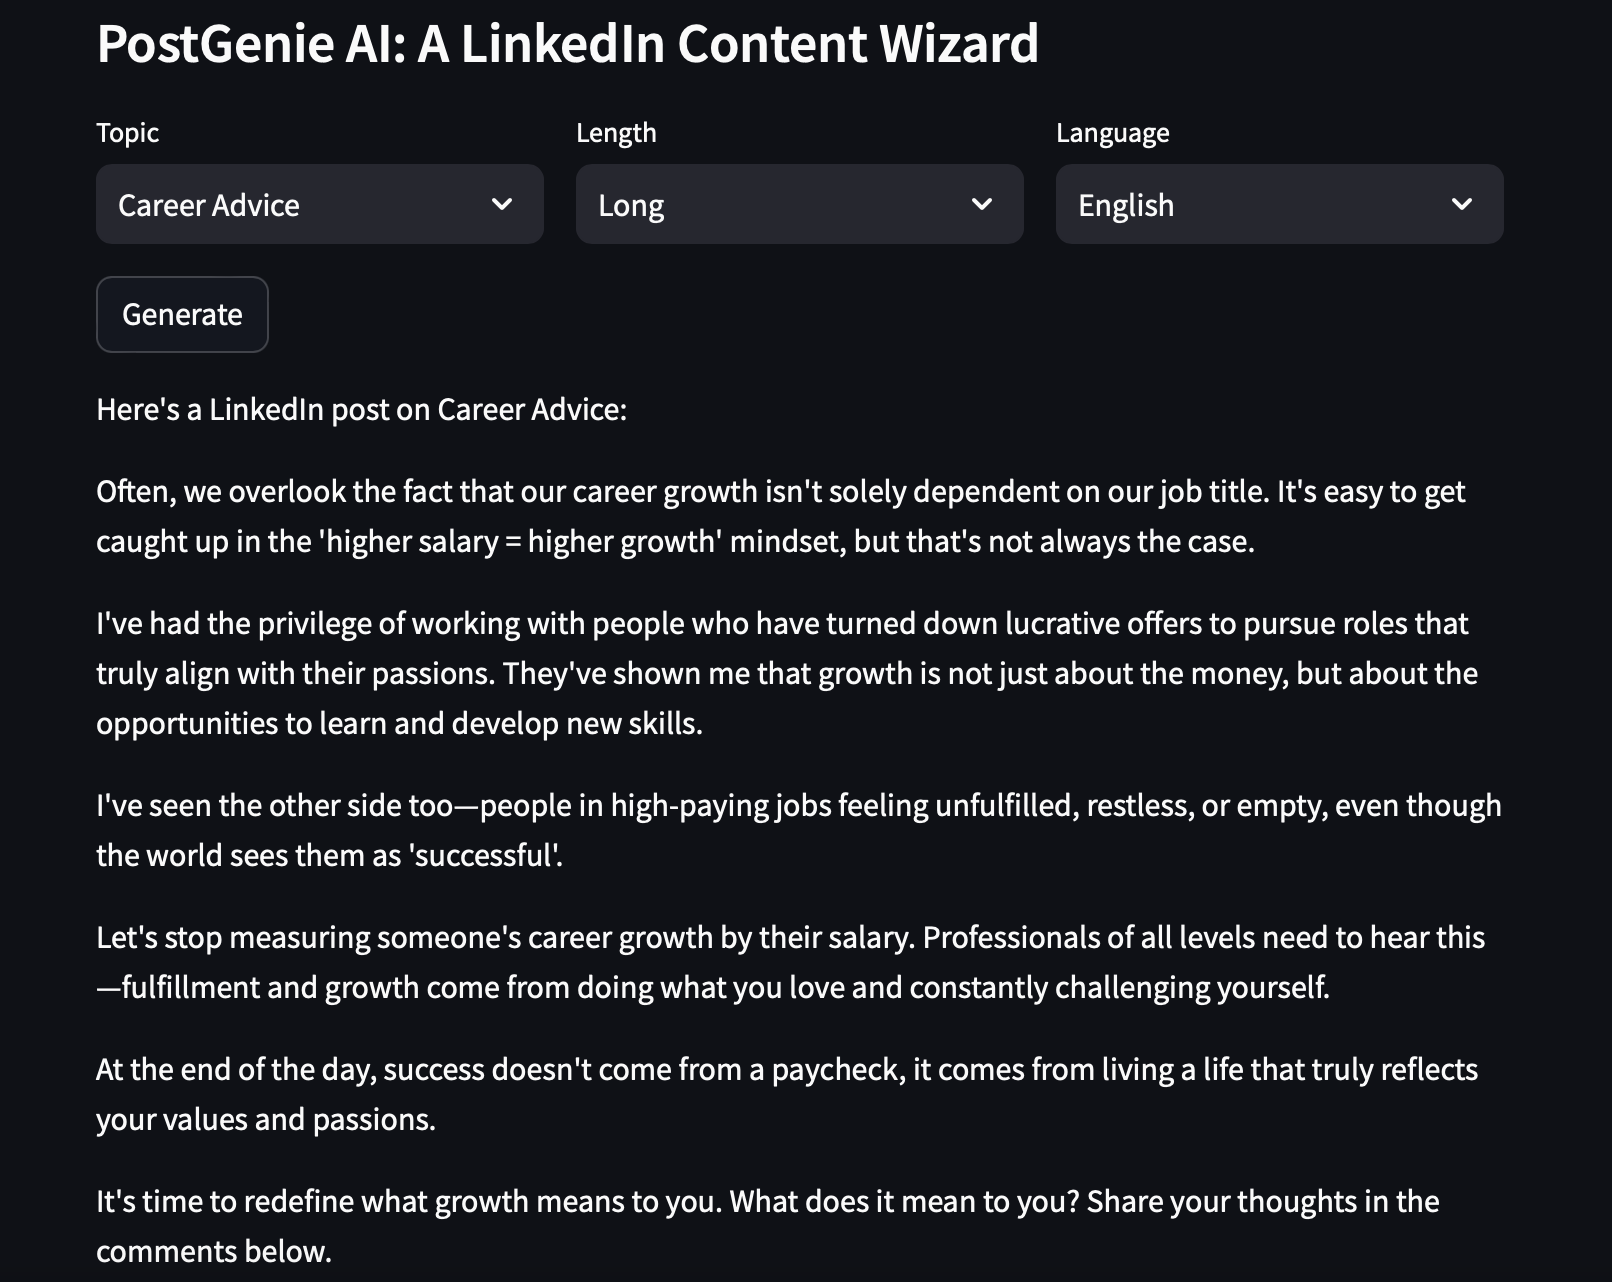 PostGenie AI: A LinkedIn Content Wizard
Topic
Length
Language
Career Advice
Long
English
Generate
Here's a LinkedIn post on Career Advice:
Often, we overlook the fact that our career growth isn't solely dependent on our job title. It's easy to get
caught up in the 'higher salary = higher growth' mindset, but that's not always the case.
I've had the privilege of working with people who have turned down lucrative offers to pursue roles that
truly align with their passions. They've shown me that growth is not just about the money, but about the
opportunities to learn and develop new skills.
I've seen the other side too—people in high-paying jobs feeling unfulfilled, restless, or empty, even though
the world sees them as 'successful'.
Let's stop measuring someone's career growth by their salary. Professionals of all levels need to hear this
—fulfillment and growth come from doing what you love and constantly challenging yourself.
At the end of the day, success doesn't come from a paycheck, it comes from living a life that truly reflects
your values and passions.
It's time to redefine what growth means to you. What does it mean to you? Share your thoughts in the
comments below.